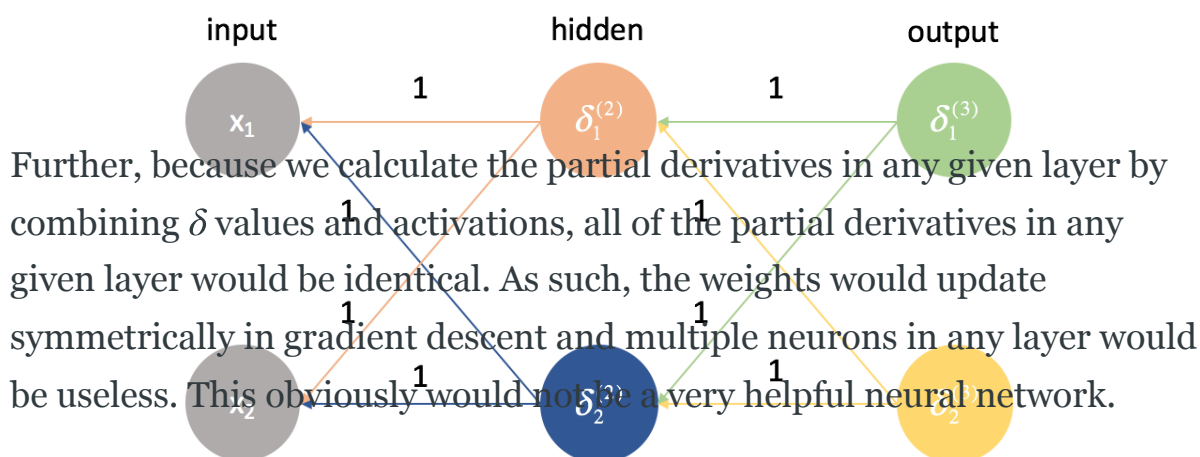 input hidden output
1 1
x₁ δ₁⁽²⁾ δ₁⁽³⁾
Further, because we calculate the partial derivatives in any given layer by
1 1
combining δ values and activations, all of the partial derivatives in any
given layer would be identical. As such, the weights would update
1 1
symmetrically in gradient descent and multiple neurons in any layer would
1 1
be useless. This obviously would not be a very helpful neural network.
x₂ δ₂⁽²⁾